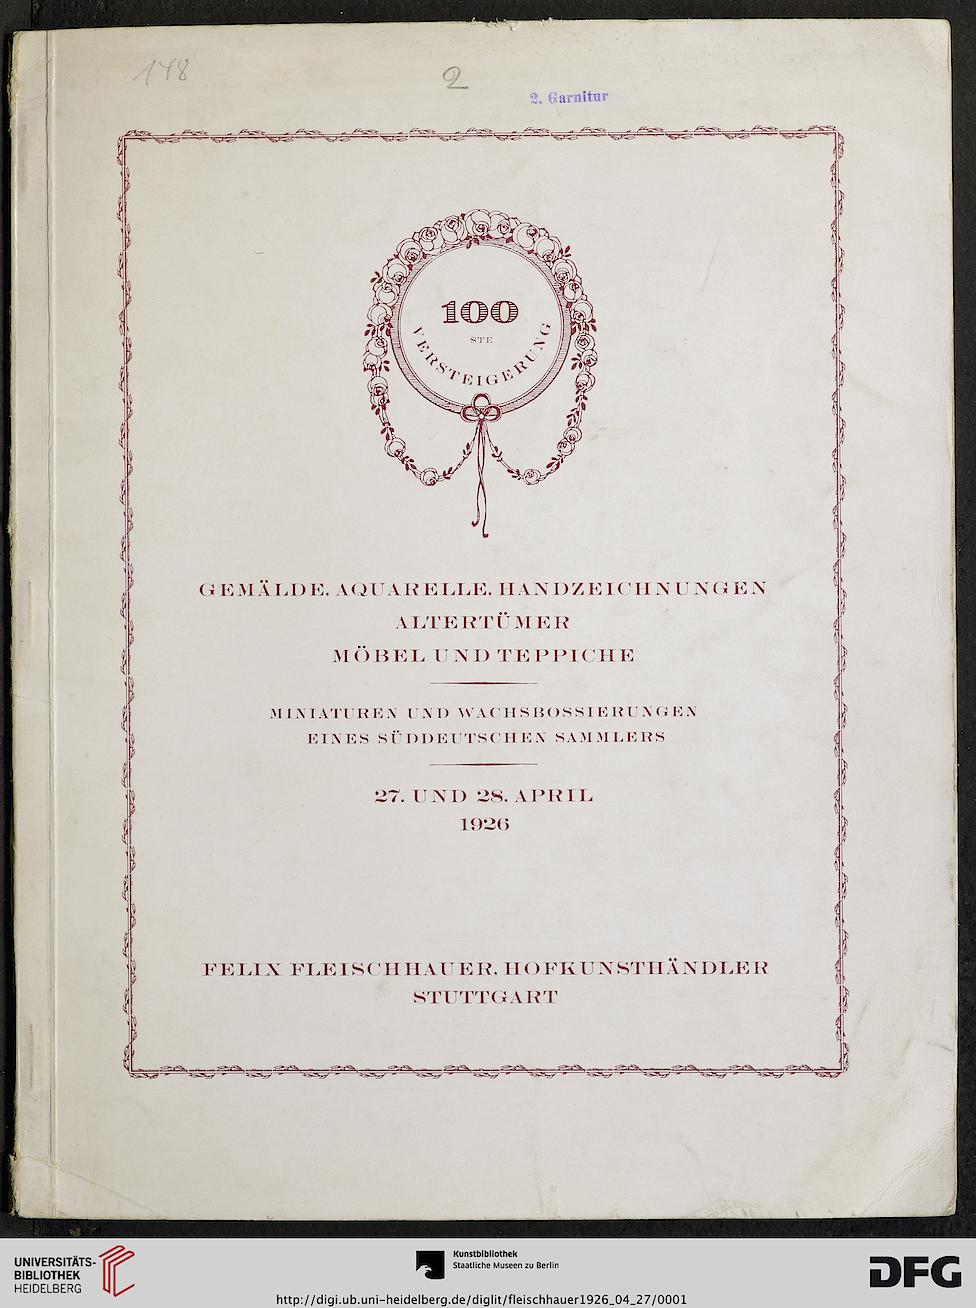 148
2
2. Garnitur
100
STE
VERSTEIGERUNG
GEMÄLDE. AQUARELLE. HANDZEICHNUNGEN
ALTERTÜMER
MÖBEL UND TEPPICHE
MINIATUREN UND WACHSBOSSIERUNGEN
EINES SÜDDEUTSCHEN SAMMLERS
27. UND 28. APRIL
1926
FELIX FLEISCHHAUER. HOFKUNSTHÄNDLER
STUTTGART
UNIVERSITÄTS-
BIBLIOTHEK
HEIDELBERG
Kunstbibliothek
Staatliche Museen zu Berlin
DFG
http://digi.ub.uni-heidelberg.de/diglit/fleischhauer1926_04_27/0001